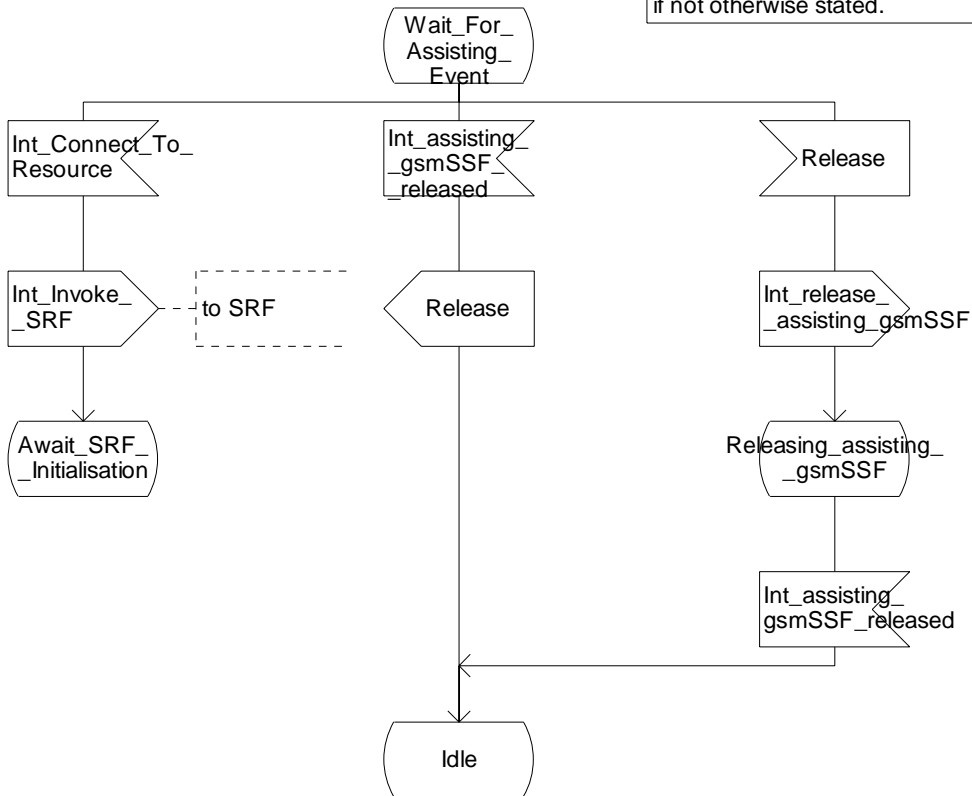 if not otherwise stated.
Wait_For_
Assisting_
Event
Int_Connect_To_
Resource
Int_assisting_
_gsmSSF_
_released
Release
Int_Invoke_
_SRF
to SRF
Release
Int_release_
_assisting_gsmSSF
Await_SRF_
_Initialisation
Releasing_assisting_
_gsmSSF
Int_assisting_
gsmSSF_released
Idle